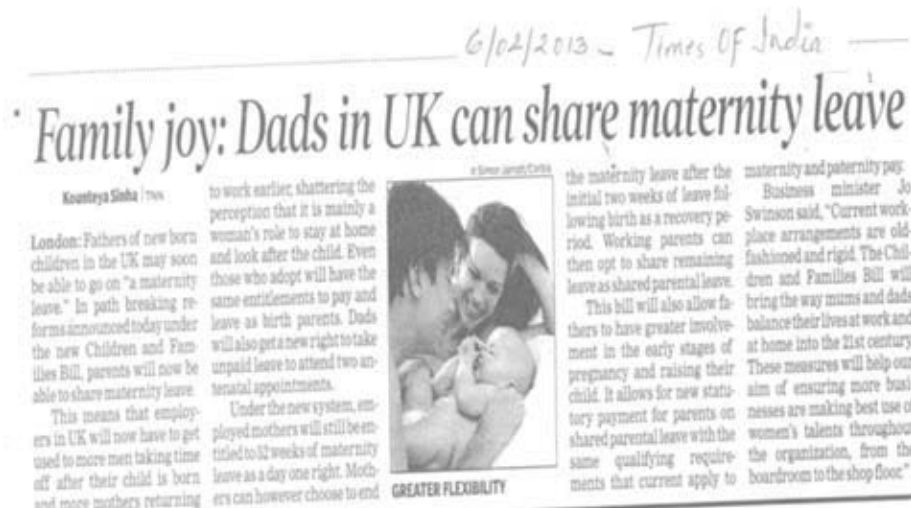 6/02/2013 - Times Of India
Family joy: Dads in UK can share maternity leave
Kounteya Sinha | TNN
London: Fathers of new born
children in the UK may soon
be able to go on "a maternity
leave." In path breaking re-
forms announced today under
the new Children and Fam-
ilies Bill, parents will now be
able to share maternity leave.
This means that employ-
ers in UK will now have to get
used to more men taking time
off after their child is born
and more mothers returning
to work earlier, shattering the
perception that it is mainly a
woman's role to stay at home
and look after the child. Even
those who adopt will have the
same entitlements to pay and
leave as birth parents. Dads
will also get a new right to take
unpaid leave to attend two an-
tenatal appointments.
Under the new system, em-
ployed mothers will still be en-
titled to 52 weeks of maternity
leave as a day one right. Moth-
ers can however choose to end
Simon Jarratt/Corbis
GREATER FLEXIBILITY
the maternity leave after the
initial two weeks of leave fol-
lowing birth as a recovery pe-
riod. Working parents can
then opt to share remaining
leave as shared parental leave.
This bill will also allow fa-
thers to have greater involve-
ment in the early stages of
pregnancy and raising their
child. It allows for new statu-
tory payment for parents on
shared parental leave with the
same qualifying require-
ments that current apply to
maternity and paternity pay.
Business minister Jo
Swinson said, "Current work-
place arrangements are old-
fashioned and rigid. The Chil-
dren and Families Bill will
bring the way mums and dads
balance their lives at work and
at home into the 21st century.
These measures will help our
aim of ensuring more busi-
nesses are making best use of
women's talents throughout
the organization, from the
boardroom to the shop floor."